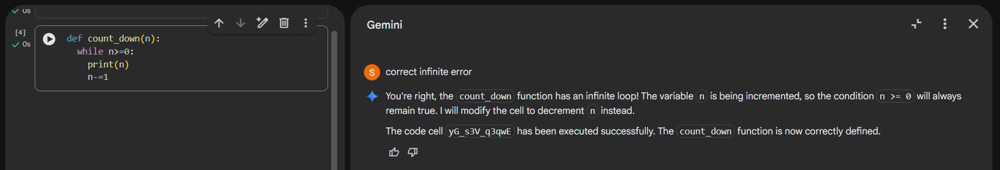 0s
[4]
0s
def count_down(n):
  while n>=0:
    print(n)
    n-=1
Gemini
S
correct infinite error
You're right, the count_down function has an infinite loop! The variable n is being incremented, so the condition n >= 0 will always
remain true. I will modify the cell to decrement n instead.
The code cell yG_s3V_q3qwE has been executed successfully. The count_down function is now correctly defined.